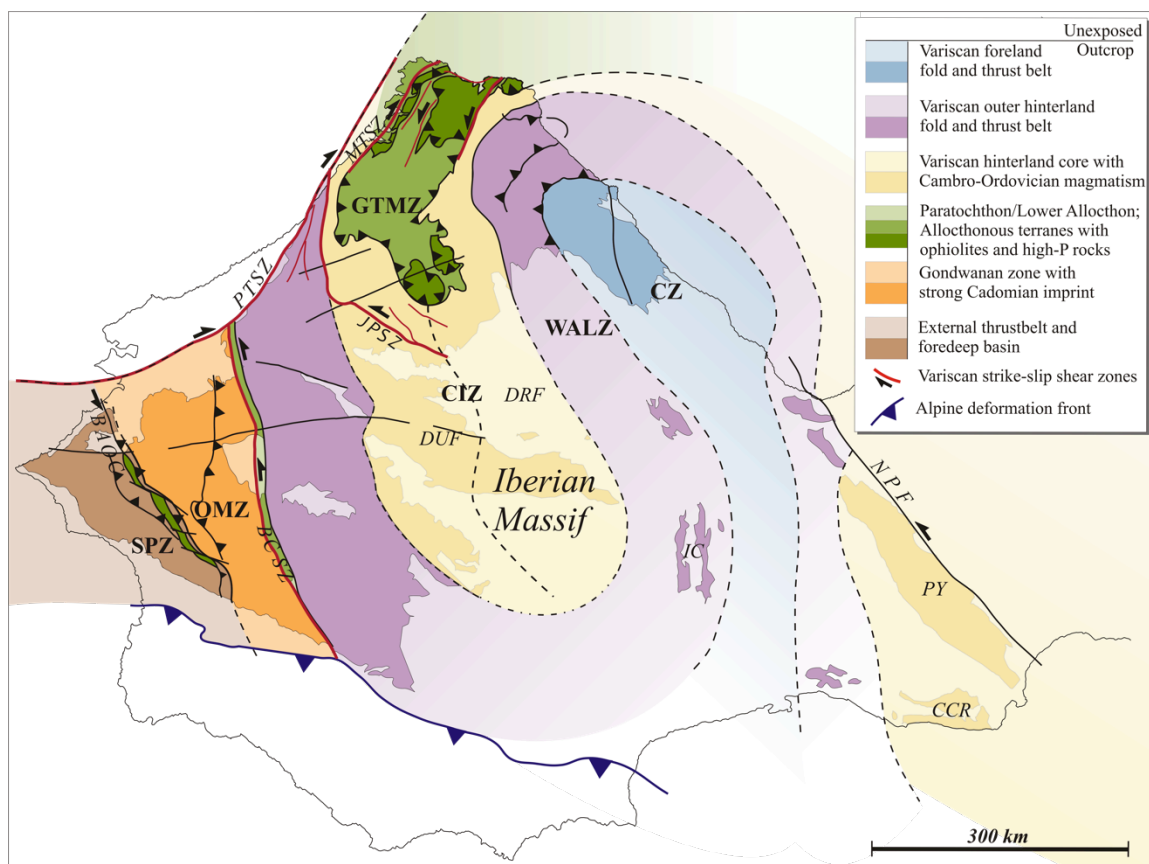 Unexposed
Outcrop
Variscan foreland
fold and thrust belt
Variscan outer hinterland
fold and thrust belt
Variscan hinterland core with
Cambro-Ordovician magmatism
Paratochthon/Lower Allocthon;
Allocthonous terranes with
ophiolites and high-P rocks
Gondwanan zone with
strong Cadomian imprint
External thrustbelt and
foredeep basin
Variscan strike-slip shear zones
Alpine deformation front
MTSZ
GTMZ
PTSZ
CZ
WALZ
JPSZ
CIZ
DRF
BAOC
DUF
Iberian
Massif
NPF
OMZ
SPZ
BCSZ
IC
PY
CCR
300 km